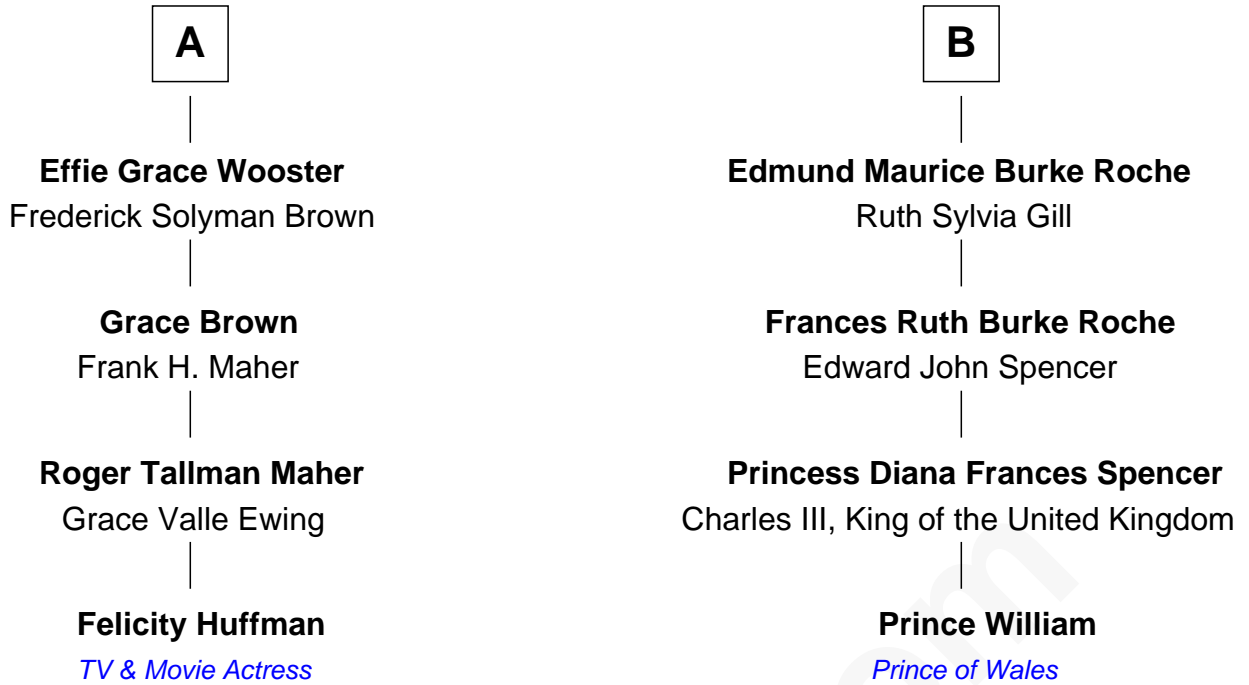 A
Effie Grace Wooster
Frederick Solyman Brown
Grace Brown
Frank H. Maher
Roger Tallman Maher
Grace Valle Ewing
Felicity Huffman
TV & Movie Actress
B
Edmund Maurice Burke Roche
Ruth Sylvia Gill
Frances Ruth Burke Roche
Edward John Spencer
Princess Diana Frances Spencer
Charles III, King of the United Kingdom
Prince William
Prince of Wales